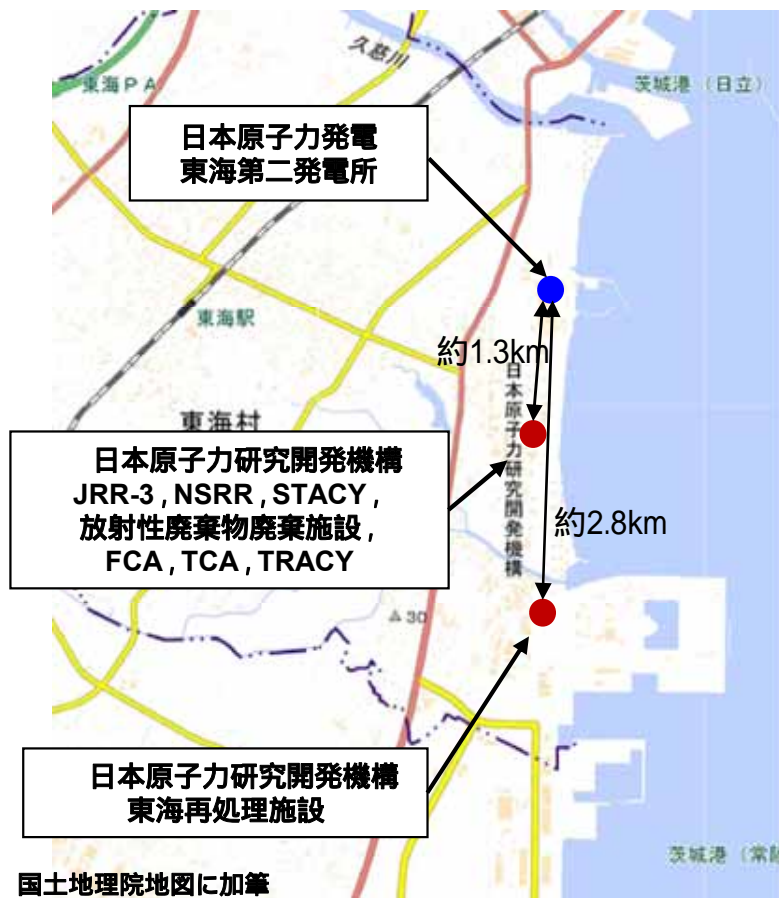 久慈川
東海PA
茨城港（日立）
日本原子力発電
東海第二発電所
東海駅
約1.3km
日本原子力研究開発機構
東海村
日本原子力研究開発機構
JRR-3，NSRR，STACY，
放射性廃棄物廃棄施設，
FCA，TCA，TRACY
約2.8km
30
日本原子力研究開発機構
東海再処理施設
茨城港（常陸
国土地理院地図に加筆